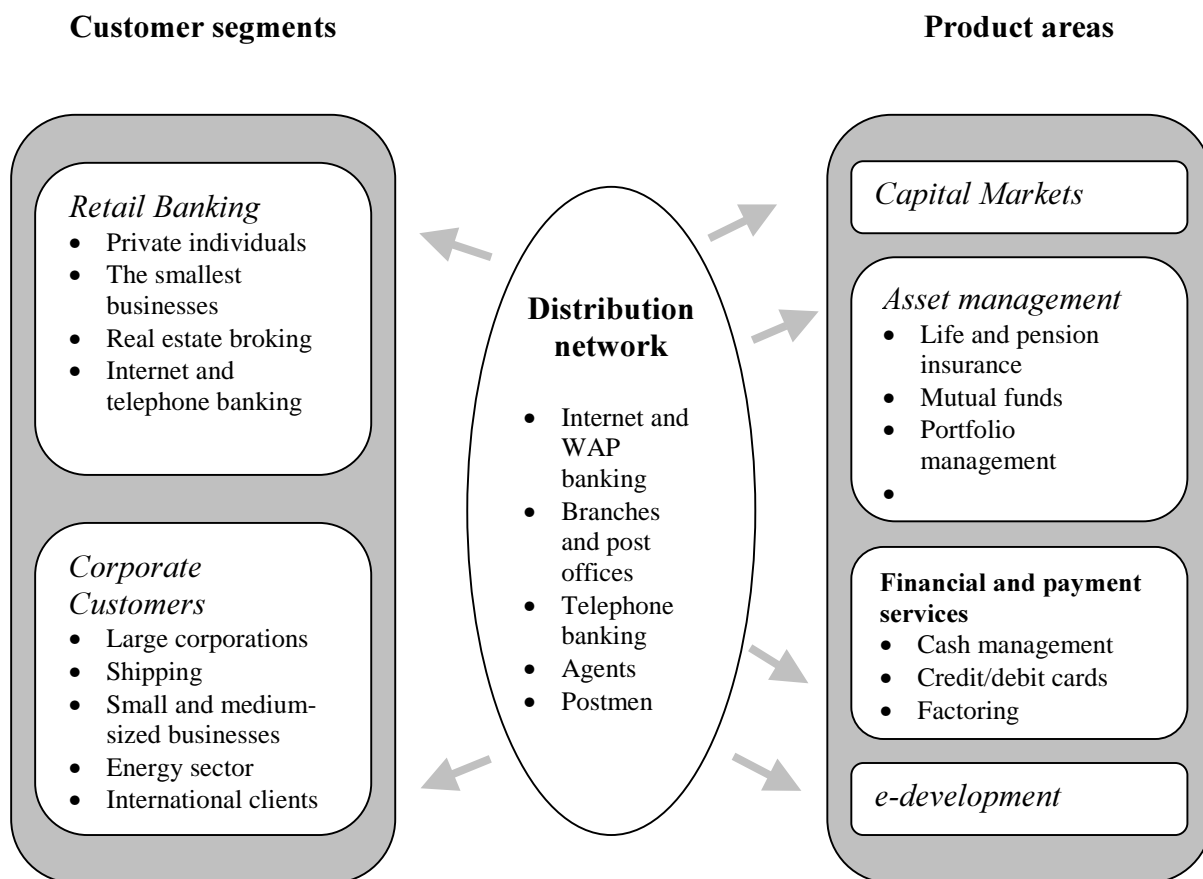 Customer segments
Product areas
Retail Banking
• Private individuals
• The smallest
businesses
• Real estate broking
• Internet and
telephone banking
Corporate
Customers
• Large corporations
• Shipping
• Small and medium-
sized businesses
• Energy sector
• International clients
Distribution
network
• Internet and
WAP
banking
• Branches
and post
offices
• Telephone
banking
• Agents
• Postmen
Capital Markets
Asset management
• Life and pension
insurance
• Mutual funds
• Portfolio
management
•
Financial and payment
services
• Cash management
• Credit/debit cards
• Factoring
e-development